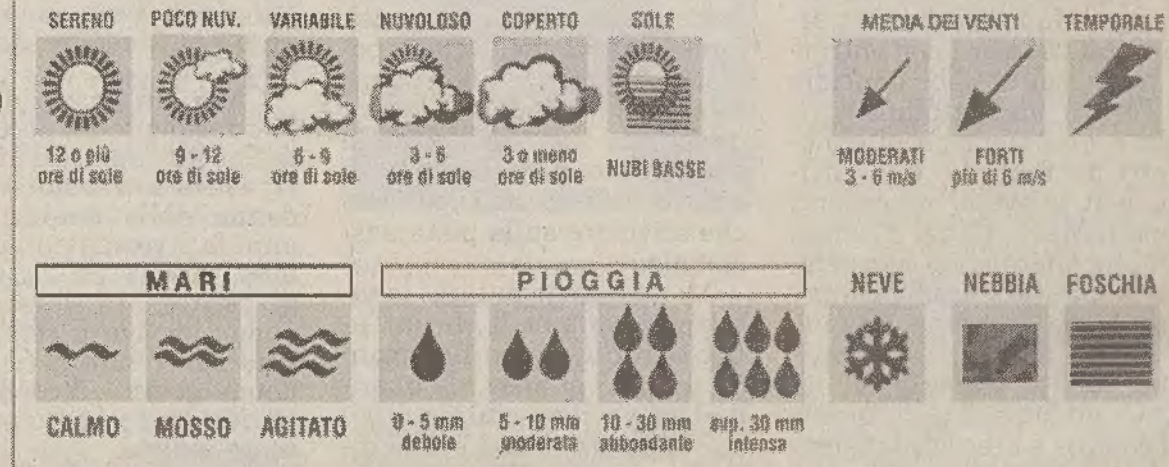 SERENO POCO NUV. VARIABILE NUVOLOSO COPERTO SOLE MEDIA DEI VENTI TEMPORALE
12 o più 9 - 12 6 - 9 3 - 6 3 o meno MODERATI FORTI
ore di sole ore di sole ore di sole ore di sole ore di sole NUBI BASSE 3 - 6 m/s più di 6 m/s
MARI PIOGGIA NEVE NEBBIA FOSCHIA
CALMO MOSSO AGITATO 0 - 5 mm 5 - 10 mm 10 - 30 mm sup. 30 mm
debole moderata abbondante intensa